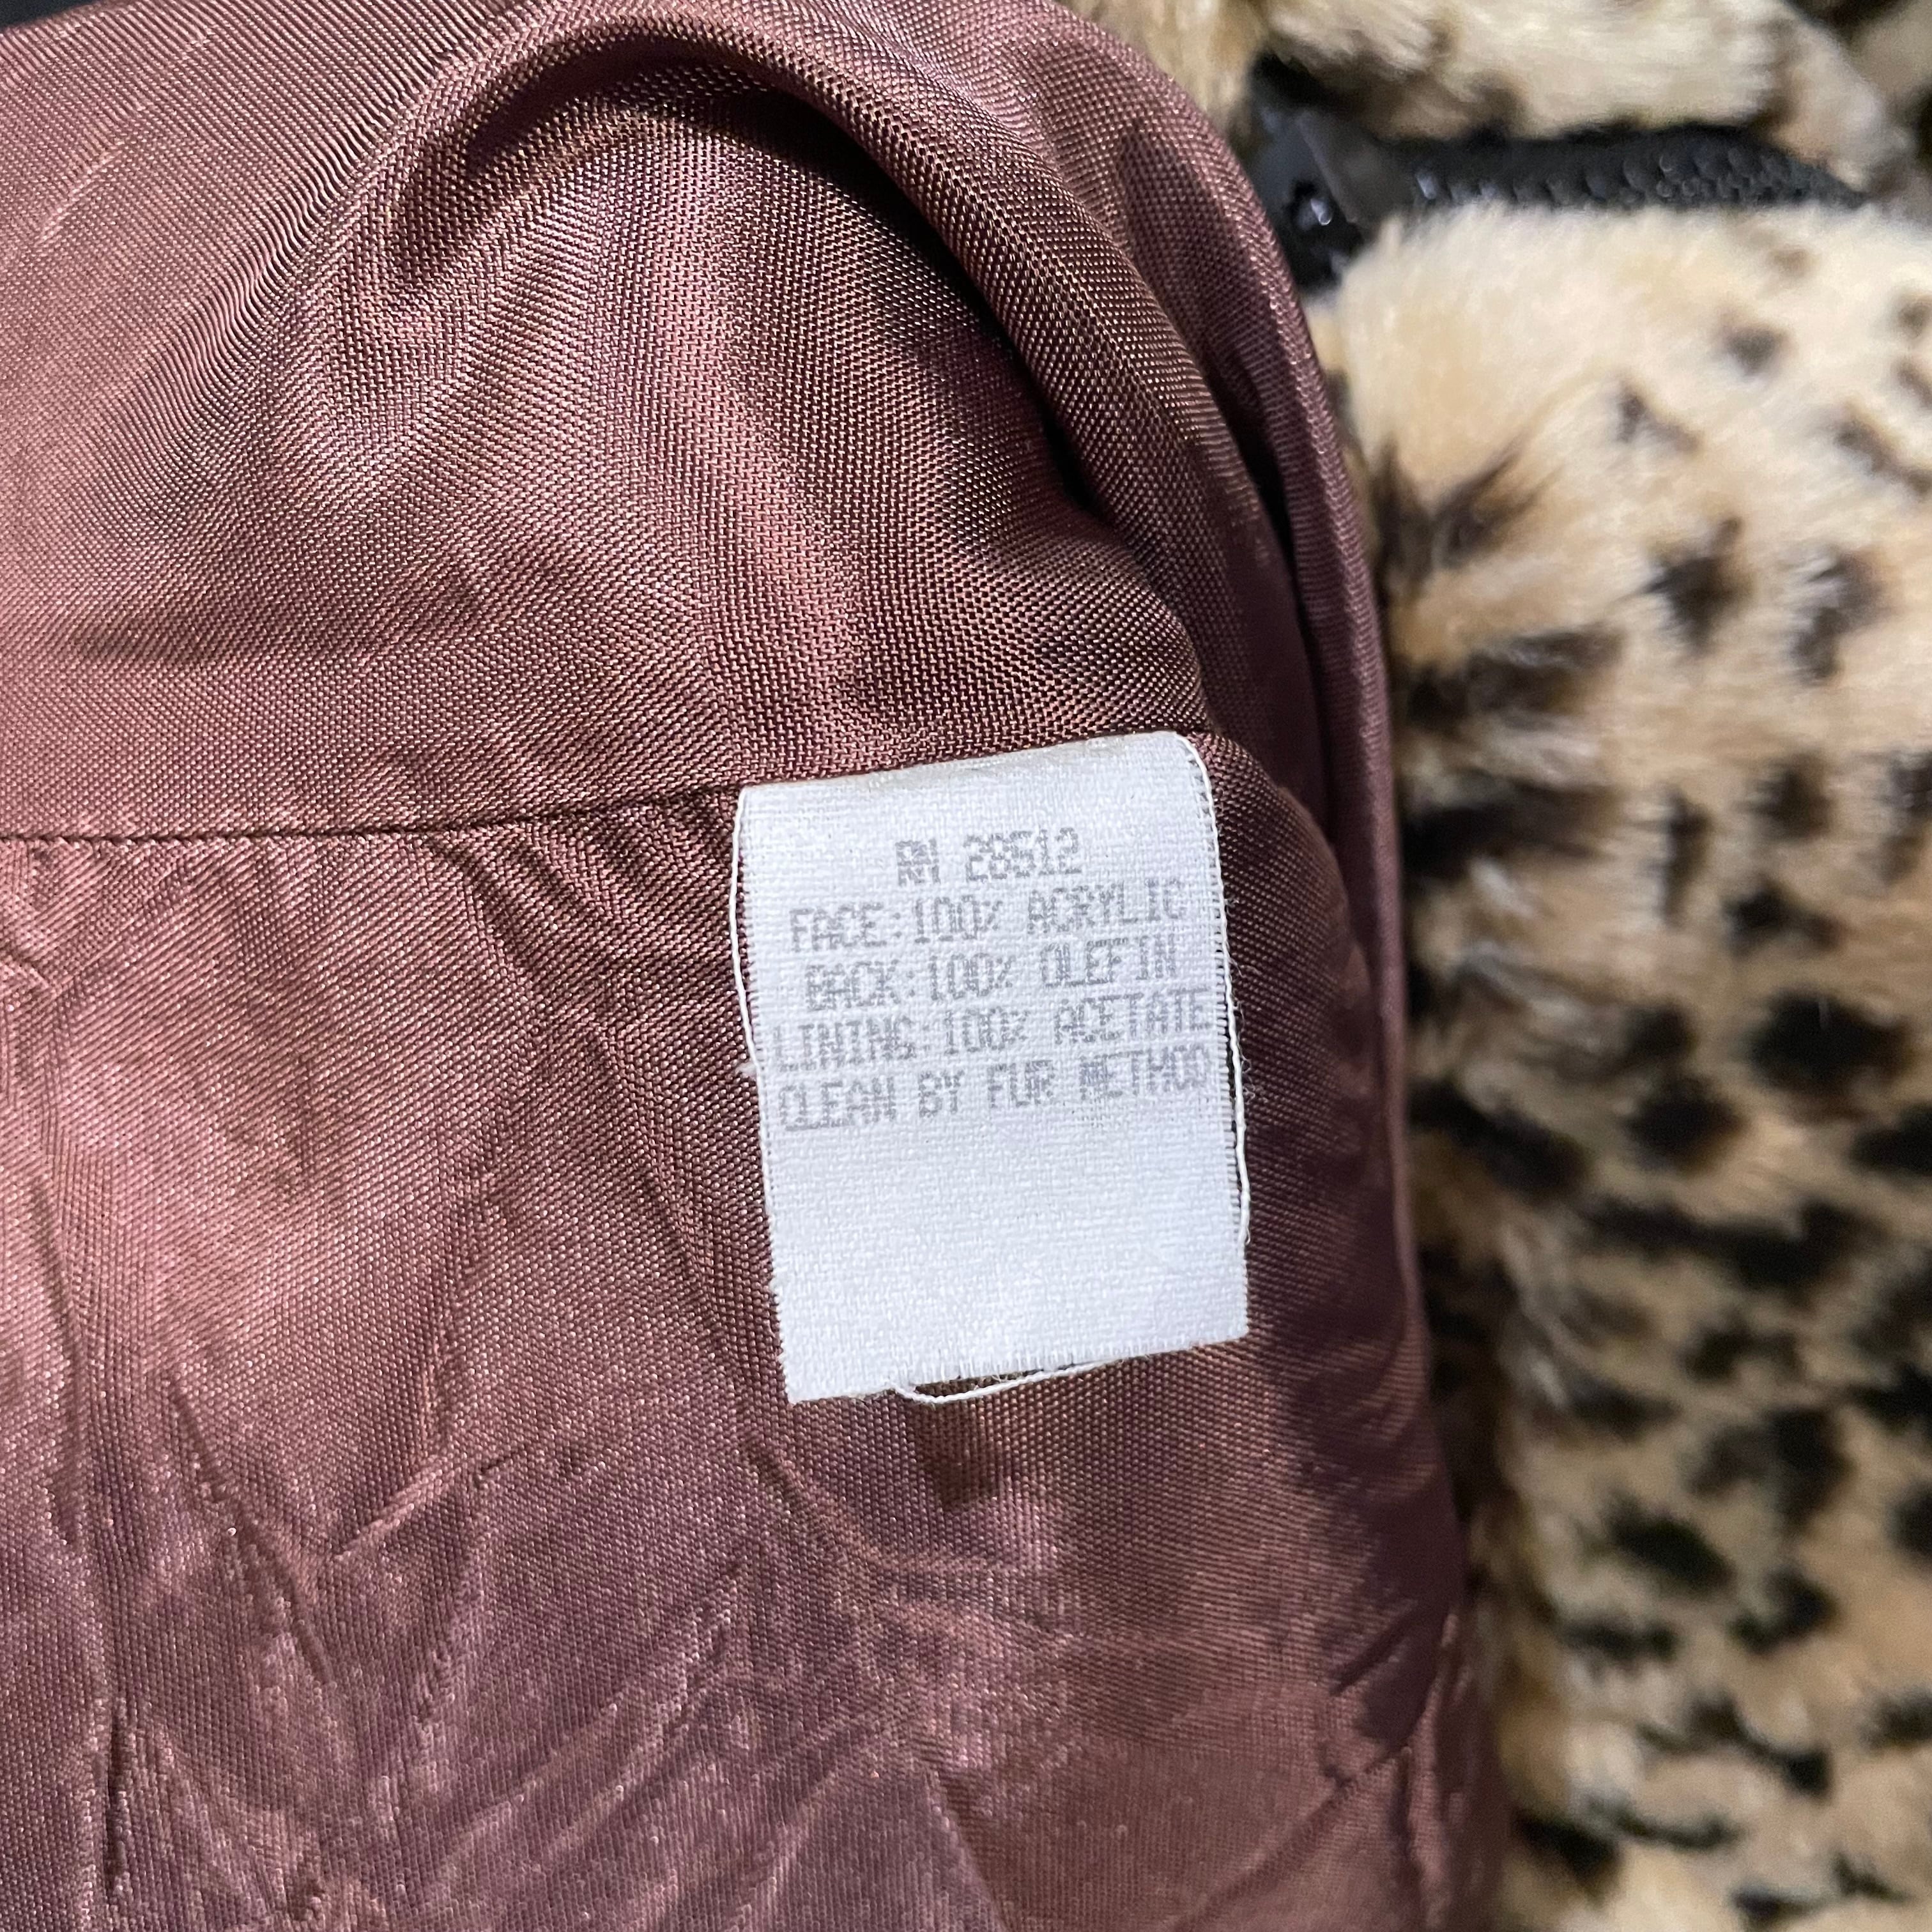 RN 28512
FACE:100% ACRYLIC
BACK:100% OLEFIN
LINING:100% ACETATE
CLEAN BY FUR METHOD